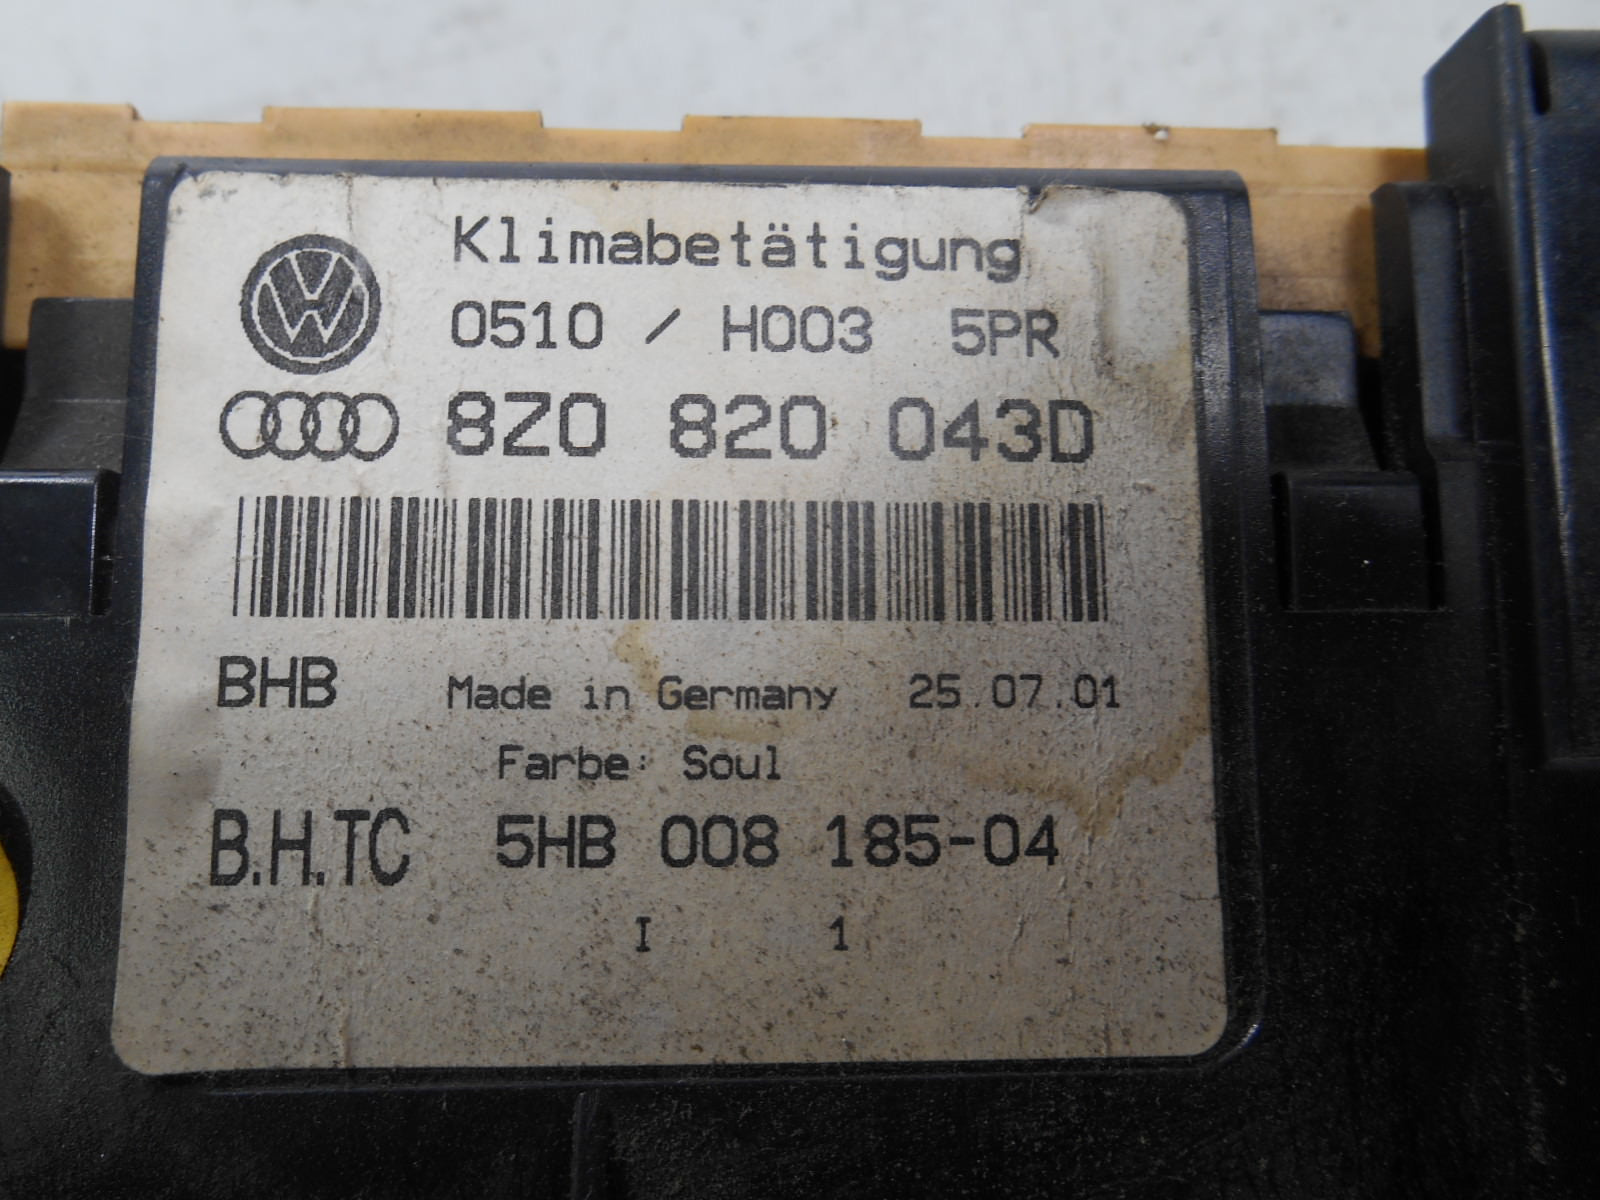 Klimabetätigung
0510 / H003 5PR
8Z0 820 043D
BHB Made in Germany 25.07.01
Farbe: Soul
B.H.TC 5HB 008 185-04
I 1